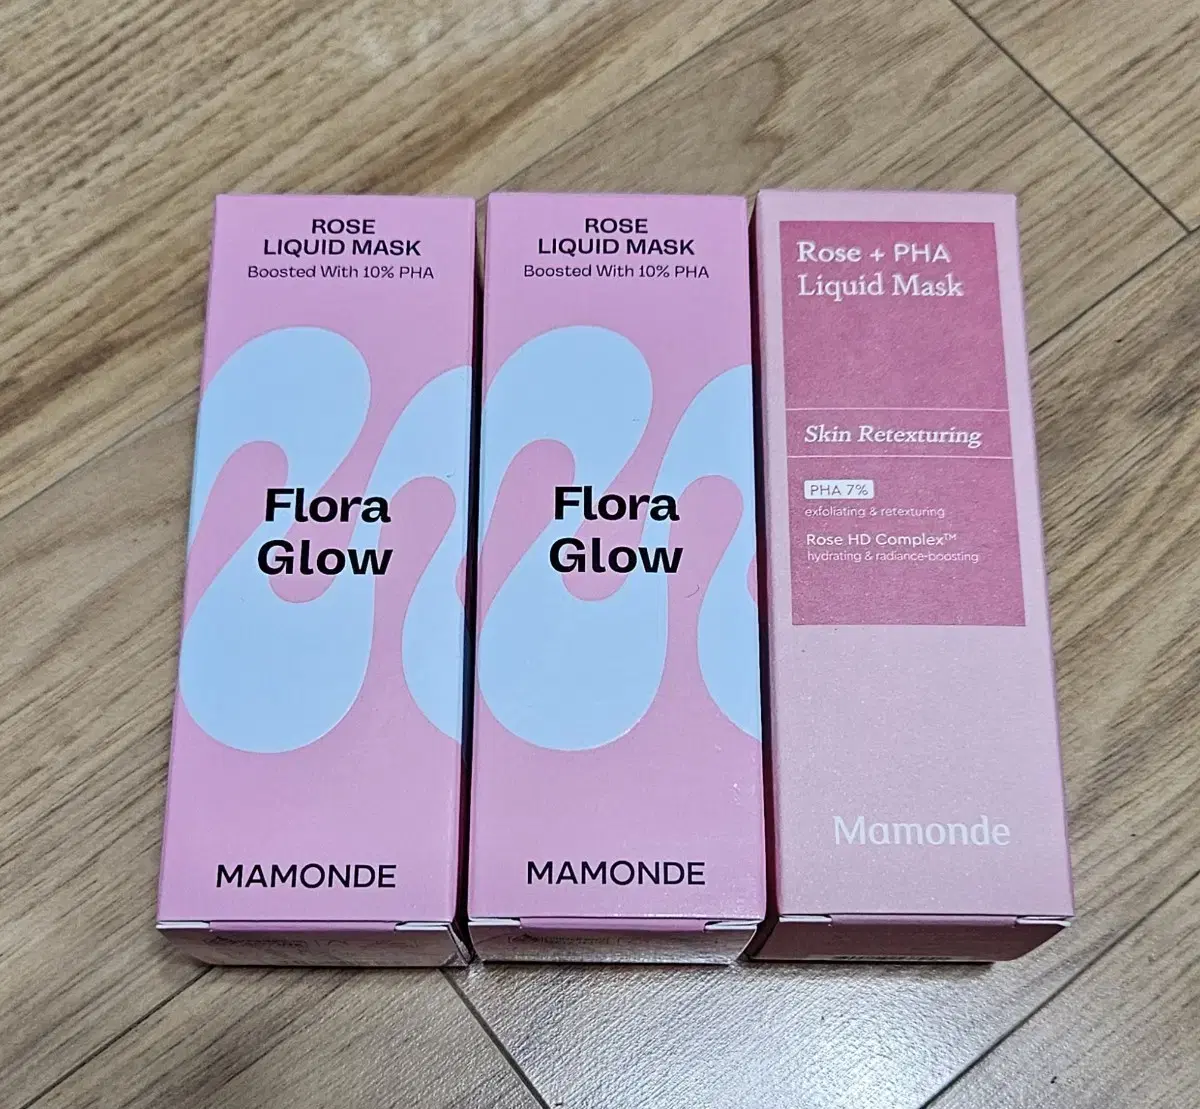 ROSE
LIQUID MASK
Boosted With 10% PHA
Flora
Glow
MAMONDE
ROSE
LIQUID MASK
Boosted With 10% PHA
Flora
Glow
MAMONDE
Rose + PHA
Liquid Mask
Skin Retexturing
PHA 7%
exfoliating & retexturing
Rose HD Complex™
hydrating & radiance-boosting
Mamonde